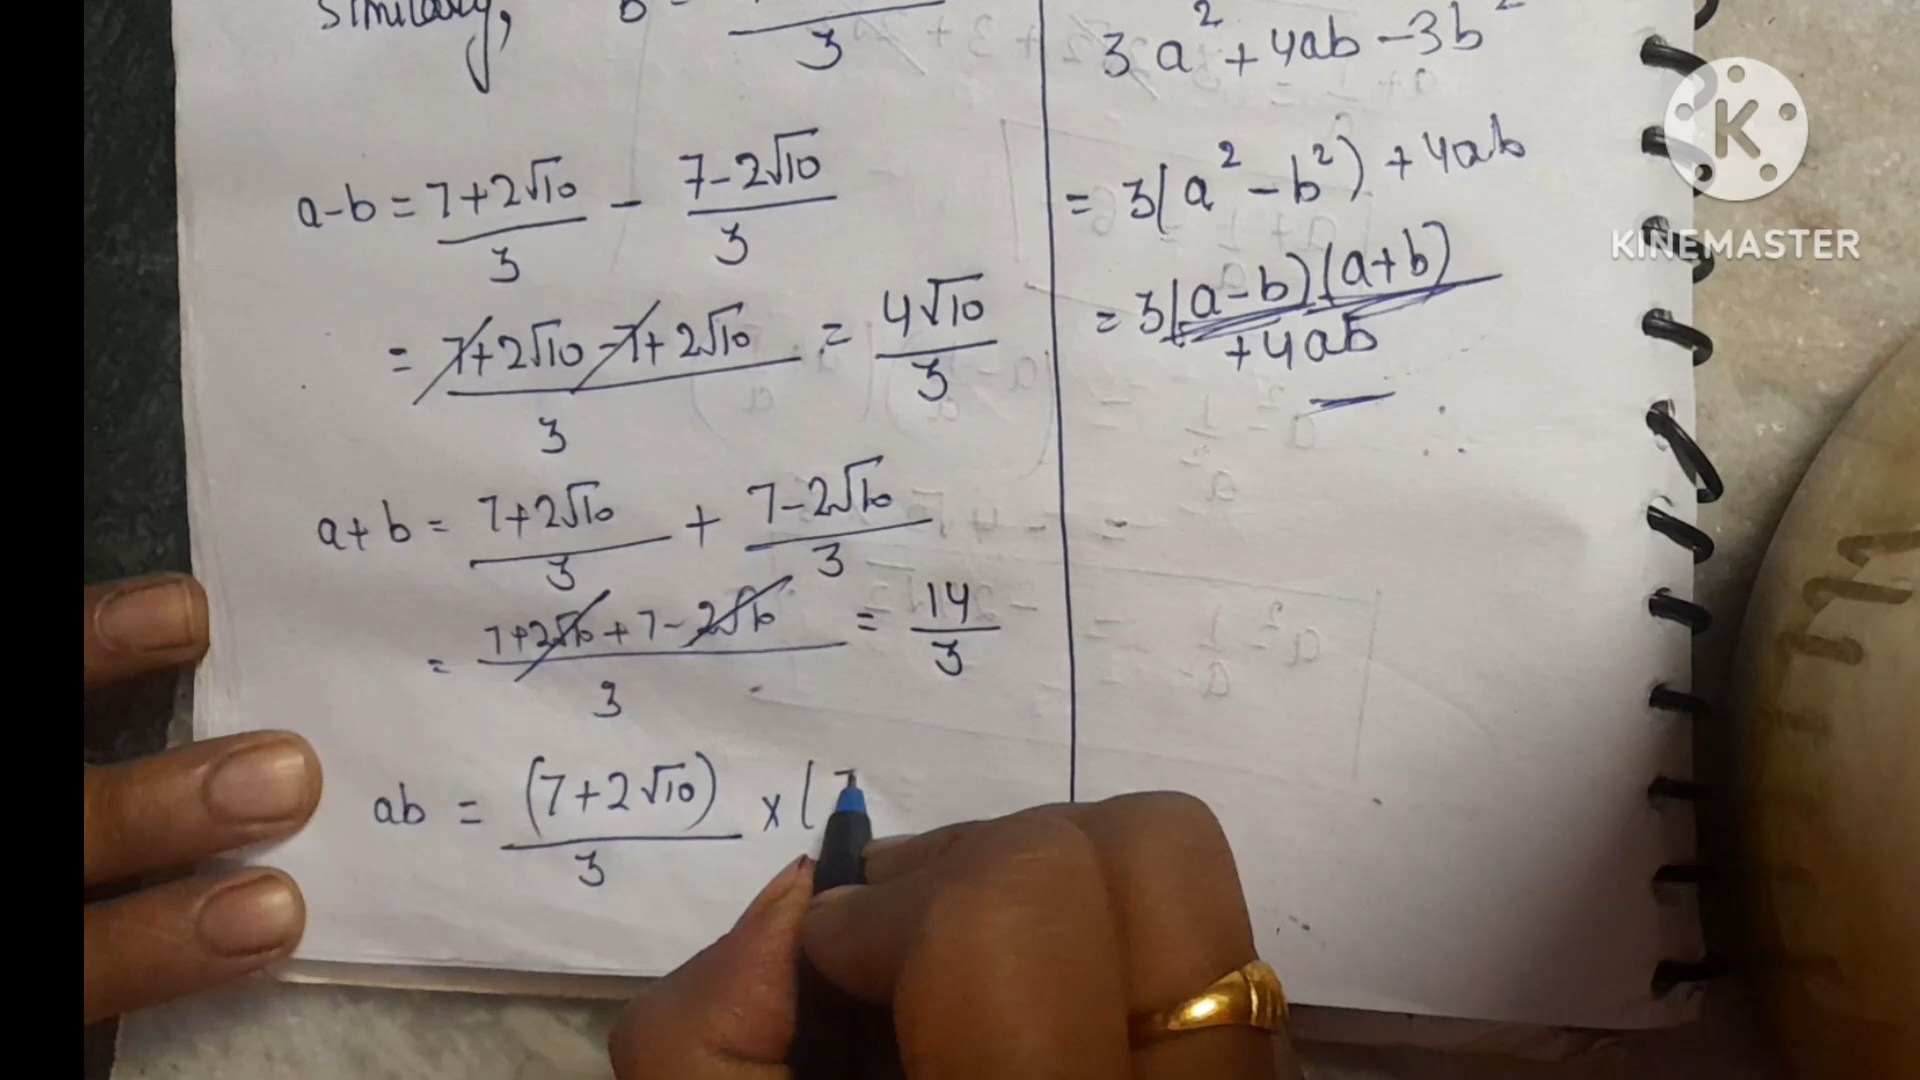 Similarly, b = 3
a-b = 7+2√10/3 - 7-2√10/3
= 7+2√10-7+2√10/3 = 4√10/3
a+b = 7+2√10/3 + 7-2√10/3
= 7+2√10+7-2√10/3 = 14/3
ab = (7+2√10)/3 × (7
3a²+4ab-3b²
= 3(a²-b²)+4ab
= 3(a-b)(a+b)
+4ab
K
KINEMASTER